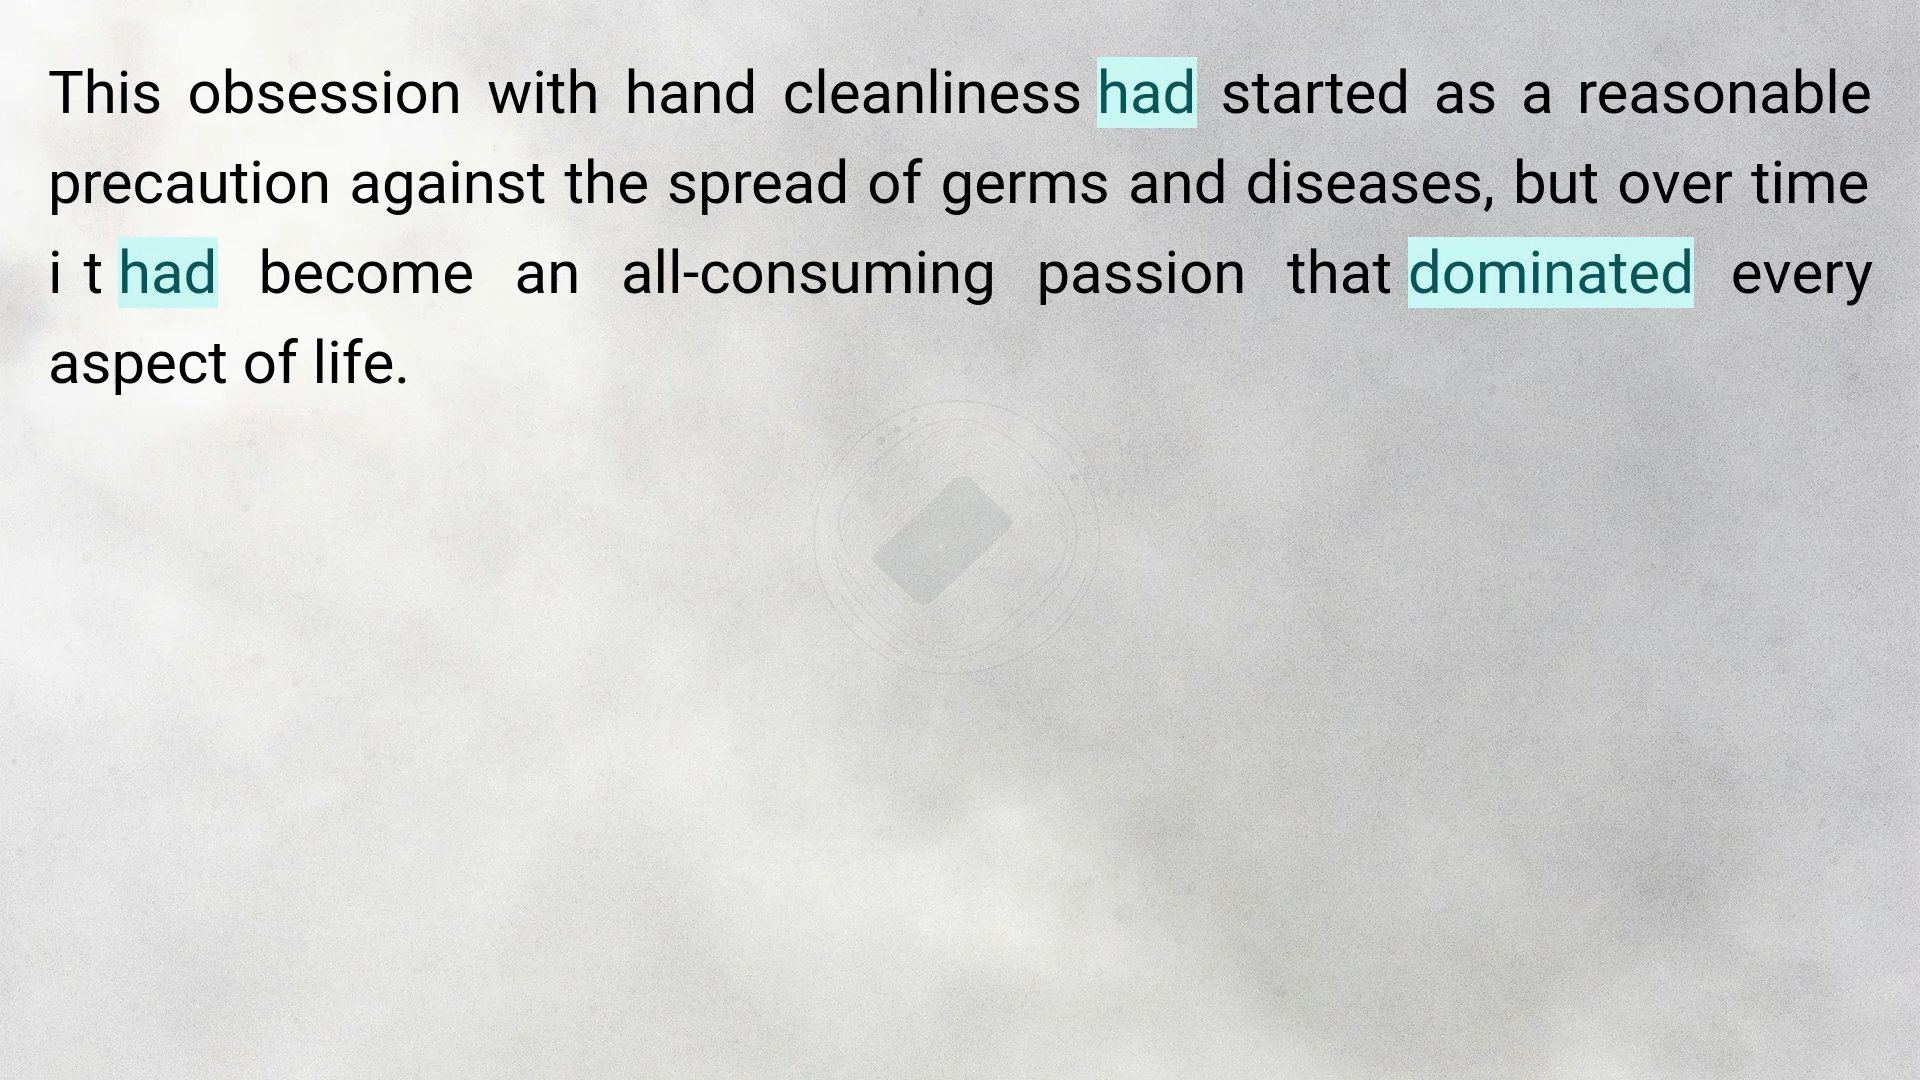 This obsession with hand cleanliness had started as a reasonable
precaution against the spread of germs and diseases, but over time
i t had become an all-consuming passion that dominated every
aspect of life.